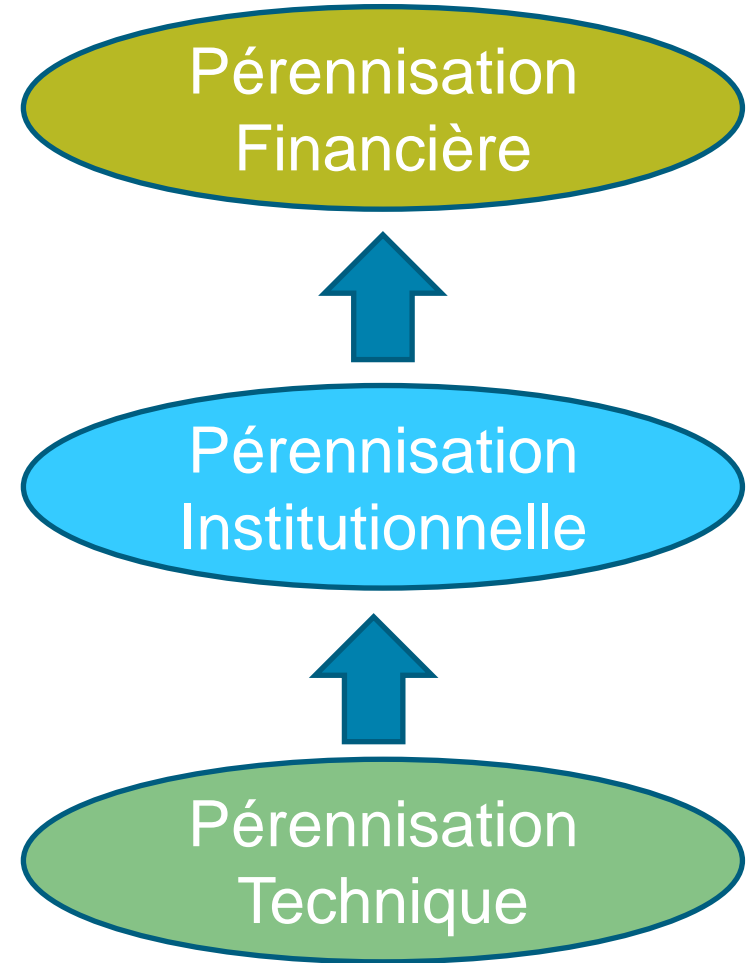 Pérennisation
Financière
Pérennisation
Institutionnelle
Pérennisation
Technique